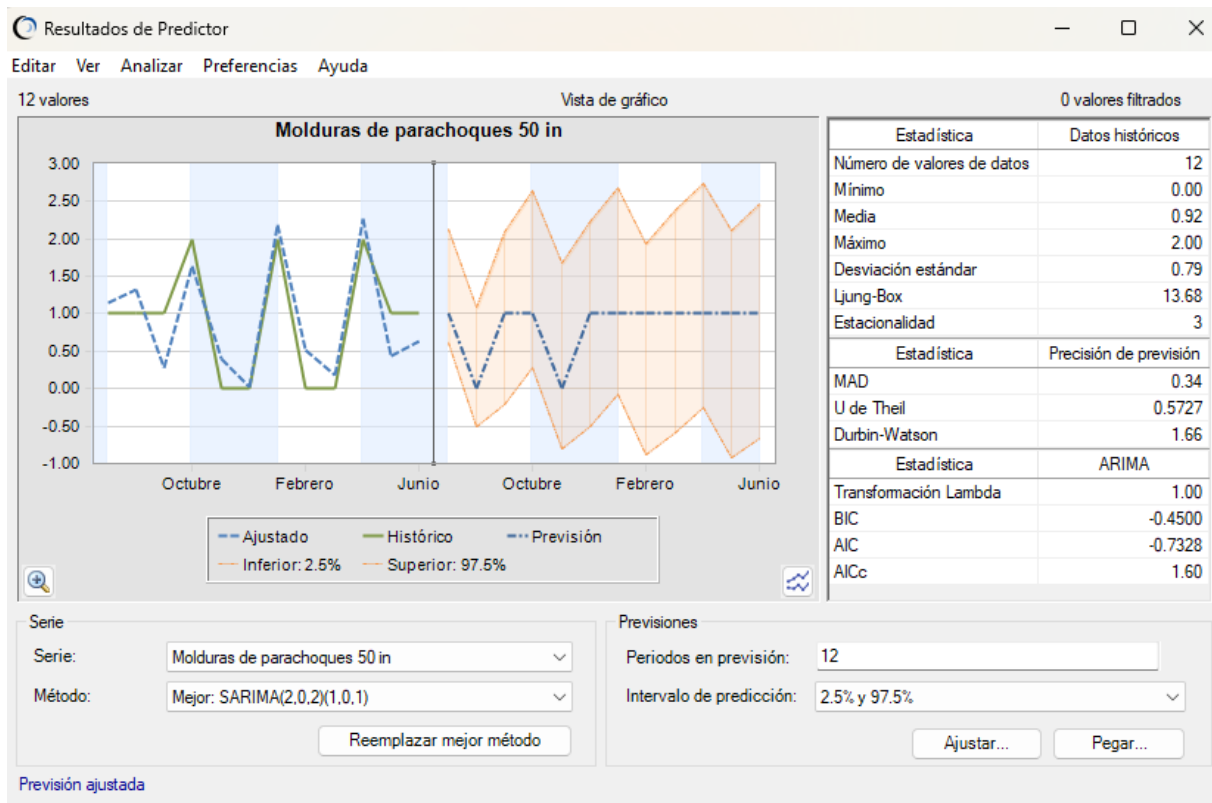 Resultados de Predictor
Editar Ver Analizar Preferencias Ayuda
12 valores Vista de gráfico 0 valores filtrados
Molduras de parachoques 50 in
3.00
2.50
2.00
1.50
1.00
0.50
0.00
-0.50
-1.00
Octubre Febrero Junio Octubre Febrero Junio
Ajustado Histórico Previsión
Inferior: 2.5% Superior: 97.5%
Estadística Datos históricos
Número de valores de datos 12
Mínimo 0.00
Media 0.92
Máximo 2.00
Desviación estándar 0.79
Ljung-Box 13.68
Estacionalidad 3
Estadística Precisión de previsión
MAD 0.34
U de Theil 0.5727
Durbin-Watson 1.66
Estadística ARIMA
Transformación Lambda 1.00
BIC -0.4500
AIC -0.7328
AICc 1.60
Serie
Serie: Molduras de parachoques 50 in
Método: Mejor: SARIMA(2,0,2)(1,0,1)
Reemplazar mejor método
Previsiones
Periodos en previsión: 12
Intervalo de predicción: 2.5% y 97.5%
Ajustar... Pegar...
Previsión ajustada